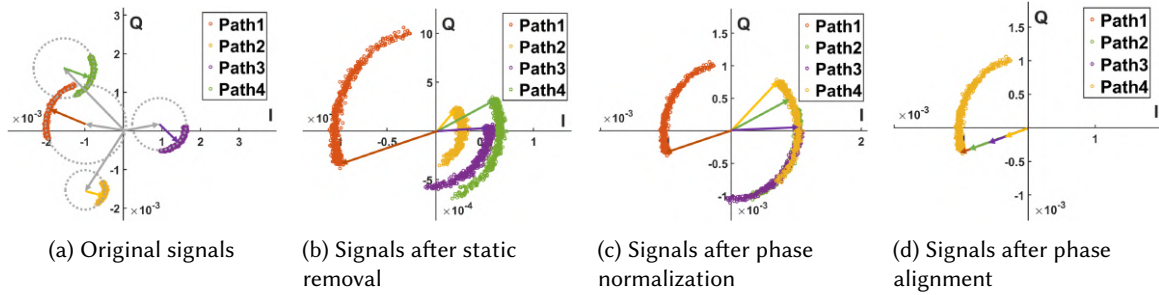 Q
Path1
Path2
Path3
Path4
I
×10⁻³
3
2
1
-2 -1 1 2 3
-1
-2
×10⁻³
(a) Original signals
Q
Path1
Path2
Path3
Path4
I
10
5
-0.5 1
-5
×10⁻⁴
(b) Signals after static
removal
Q
Path1
Path2
Path3
Path4
I
×10⁻³
1.5
1
0.5
2
-0.5
-1
×10⁻³
(c) Signals after phase
normalization
Q
Path1
Path2
Path3
Path4
I
×10⁻³
1.5
1
0.5
1
-0.5
-1
×10⁻³
(d) Signals after phase
alignment